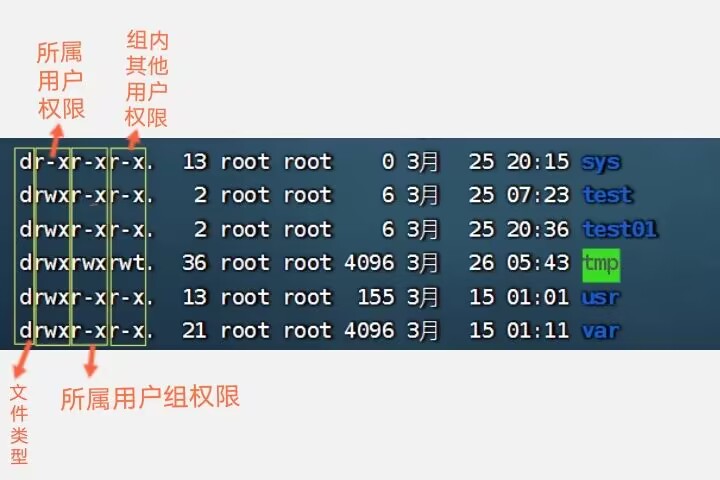 所属
用户
权限
组内
其他
用户
权限
dr-xr-xr-x. 13 root root 0 3月 25 20:15 sys
drwxr-xr-x. 2 root root 6 3月 25 07:23 test
drwxr-xr-x. 2 root root 6 3月 25 20:36 test01
drwxrwxrwt. 36 root root 4096 3月 26 05:43 tmp
drwxr-xr-x. 13 root root 155 3月 15 01:01 usr
drwxr-xr-x. 21 root root 4096 3月 15 01:11 var
文
件
类
型
所属用户组权限